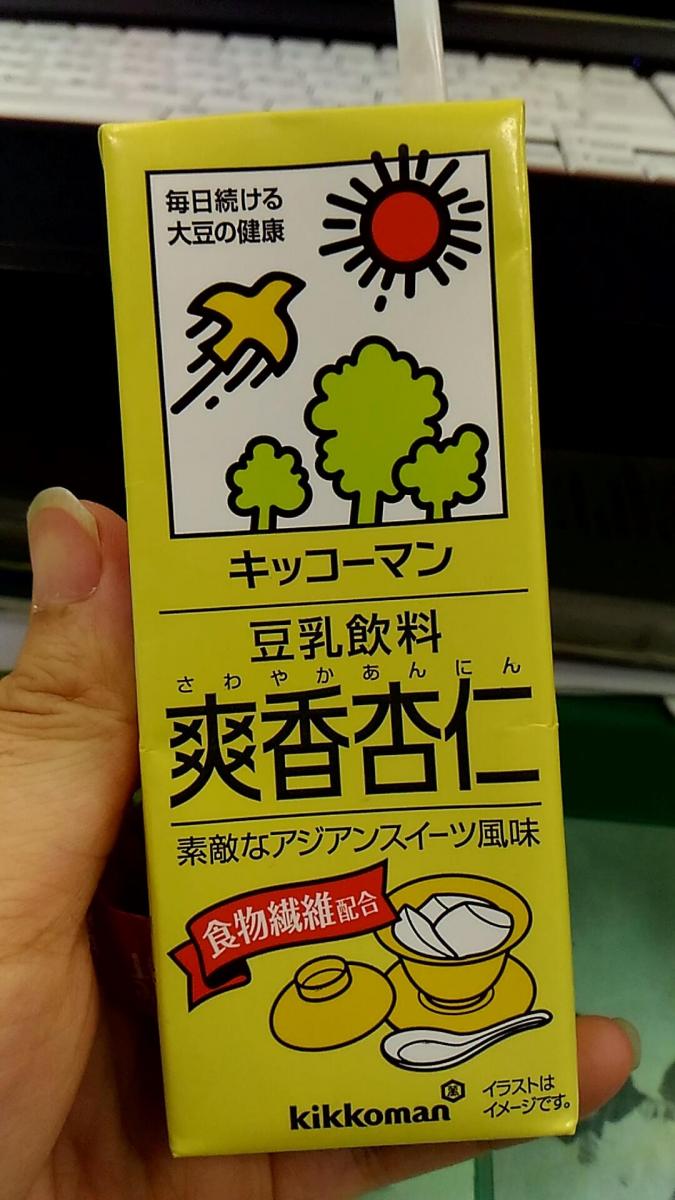 毎日続ける
大豆の健康
キッコーマン
豆乳飲料
さわやかあんにん
爽香杏仁
素敵なアジアンスイーツ風味
食物繊維配合
萬
kikkoman
イラストは
イメージです。